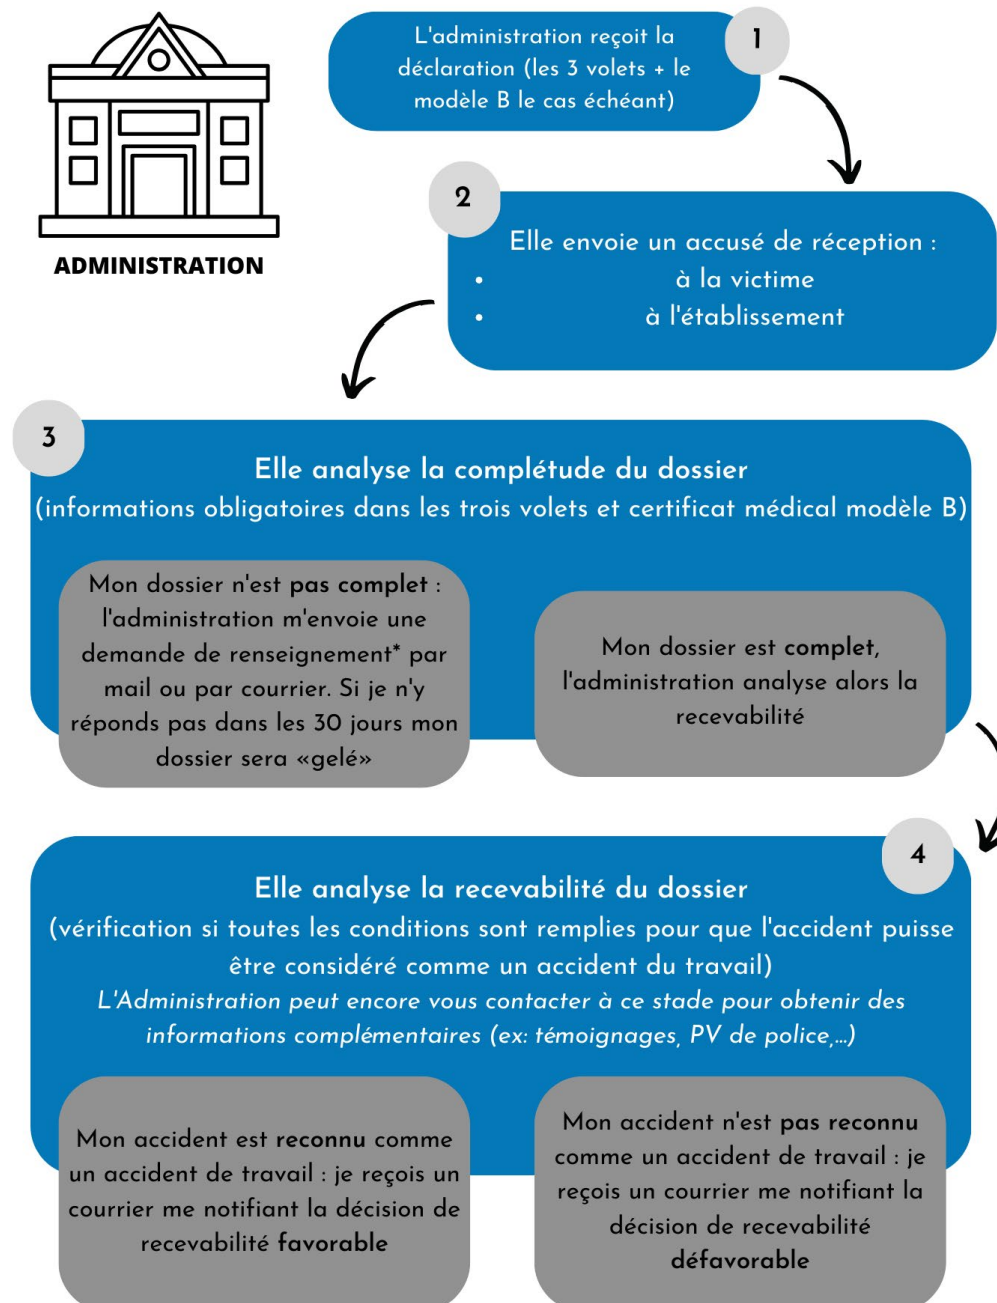 ADMINISTRATION
1
L'administration reçoit la
déclaration (les 3 volets + le
modèle B le cas échéant)
2
Elle envoie un accusé de réception :
• à la victime
• à l'établissement
3
Elle analyse la complétude du dossier
(informations obligatoires dans les trois volets et certificat médical modèle B)
Mon dossier n'est pas complet :
l'administration m'envoie une
demande de renseignement* par
mail ou par courrier. Si je n'y
réponds pas dans les 30 jours mon
dossier sera «gelé»
Mon dossier est complet,
l'administration analyse alors la
recevabilité
4
Elle analyse la recevabilité du dossier
(vérification si toutes les conditions sont remplies pour que l'accident puisse
être considéré comme un accident du travail)
L'Administration peut encore vous contacter à ce stade pour obtenir des
informations complémentaires (ex: témoignages, PV de police,...)
Mon accident est reconnu comme
un accident de travail : je reçois un
courrier me notifiant la décision de
recevabilité favorable
Mon accident n'est pas reconnu
comme un accident de travail : je
reçois un courrier me notifiant la
décision de recevabilité
défavorable